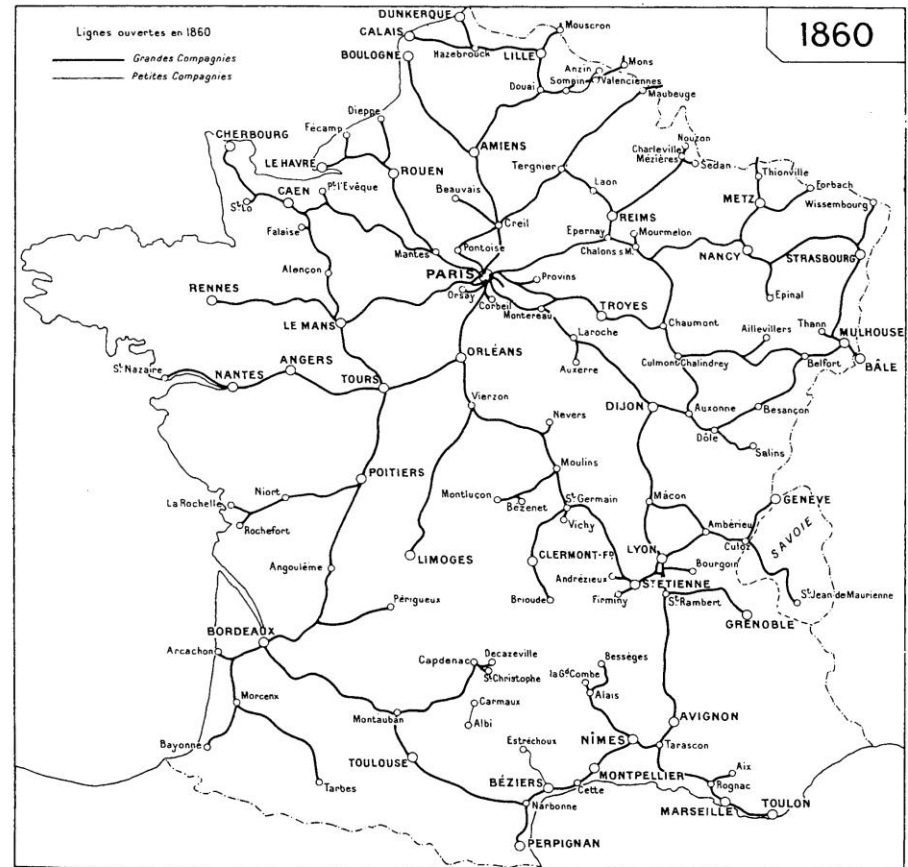 Lignes ouvertes en 1860
Grandes Compagnies
Petites Compagnies
1860
DUNKERQUE
CALAIS
Mouscron
BOULOGNE
Hazebrouck
LILLE
Mons
Anzin
Somain
Valenciennes
Douai
Maubeuge
Dieppe
Fécamp
CHERBOURG
LE HAVRE
ROUEN
AMIENS
Tergnier
Nouzon
Charleville
Mézières
Sedan
Thionville
Forbach
Wissembourg
METZ
Laon
Beauvais
Pt l'Evêque
CAEN
St Lo
Falaise
REIMS
Creil
Epernay
Mourmelon
Mantes
Pontoise
Chalons s M.
NANCY
STRASBOURG
PARIS
Provins
Alençon
Orsay
Corbeil
Montereau
Epinal
RENNES
TROYES
LE MANS
Laroche
Chaumont
Aillevillers
Thann
MULHOUSE
ORLÉANS
Auxerre
Culmont
Chalindrey
Belfort
BÂLE
St Nazaire
NANTES
ANGERS
TOURS
Vierzon
DIJON
Auxonne
Besançon
Nevers
Dôle
Salins
POITIERS
Moulins
La Rochelle
Niort
Rochefort
Montluçon
Bézenet
St Germain
Vichy
Mâcon
GENÈVE
Ambérieu
Culoz
SAVOIE
LIMOGES
CLERMONT-Fd
LYON
Bourgoin
Angoulême
Andrézieux
St ETIENNE
Firminy
Brioude
St Rambert
St Jean de Maurienne
GRENOBLE
Périgueux
BORDEAUX
Arcachon
Capdenac
Decazeville
St Christophe
Bessèges
la Gd Combe
Alais
Morcenx
Carmaux
Albi
Montauban
AVIGNON
Bayonne
Estréchoux
NÎMES
Tarascon
TOULOUSE
Tarbes
BÉZIERS
MONTPELLIER
Cette
Aix
Rognac
Narbonne
MARSEILLE
TOULON
PERPIGNAN